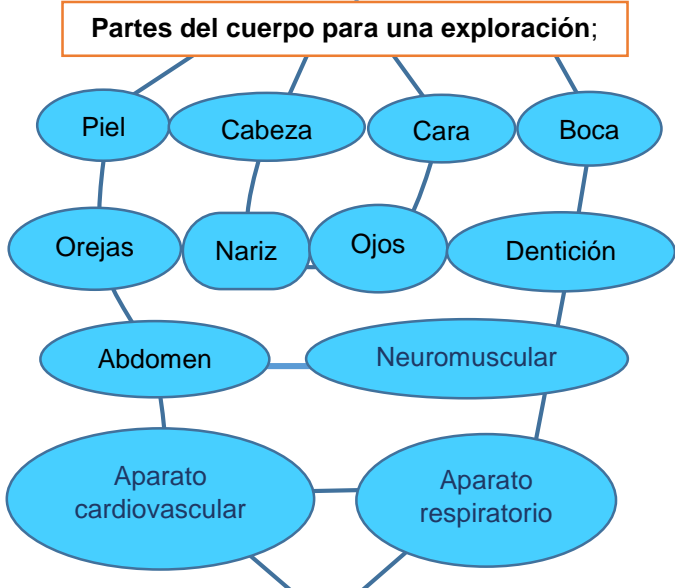 Partes del cuerpo para una exploración;
Piel
Cabeza
Cara
Boca
Orejas
Nariz
Ojos
Dentición
Abdomen
Neuromuscular
Aparato
cardiovascular
Aparato
respiratorio